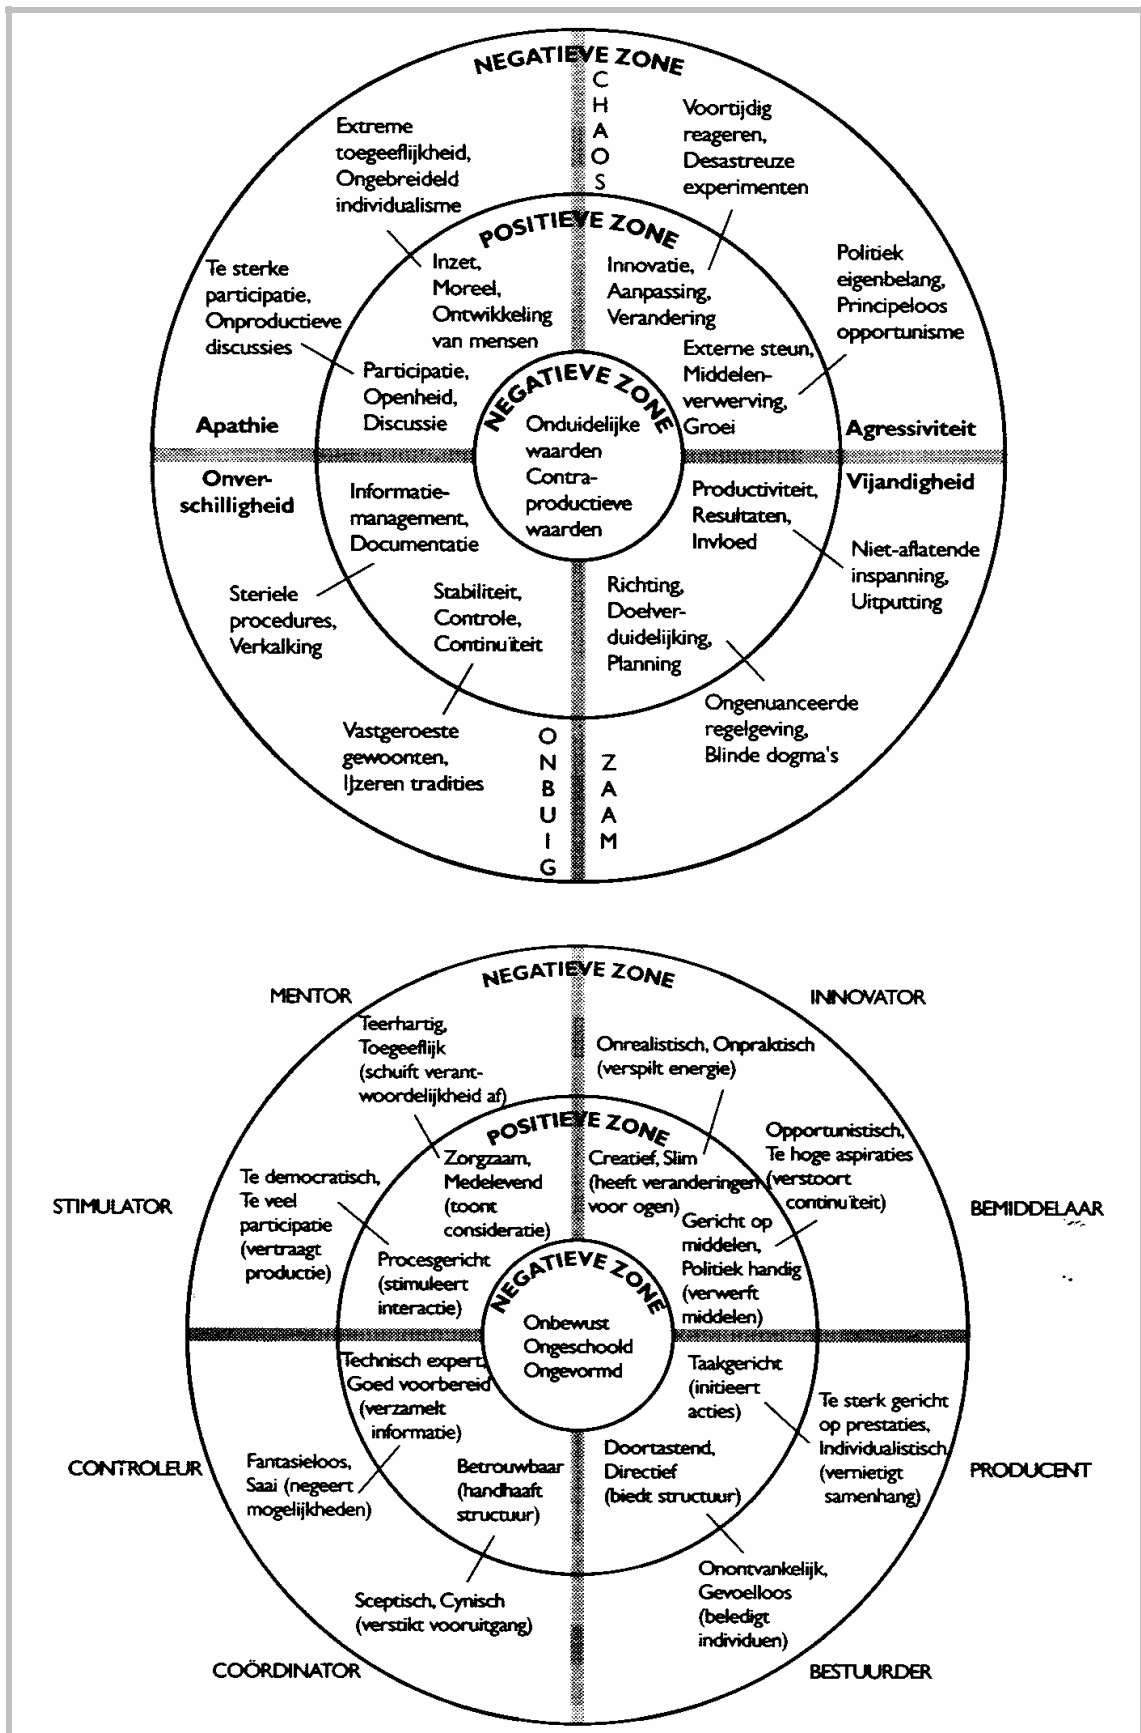 NEGATIEVE ZONE
CHAOS
Extreme
toegeeflijkheid,
Ongebreideld
individualisme
Voortijdig
reageren,
Desastreuze
experimenten
POSITIEVE ZONE
Te sterke
participatie,
Onproductieve
discussies
Inzet,
Moreel,
Ontwikkeling
van mensen
Innovatie,
Aanpassing,
Verandering
Politiek
eigenbelang,
Principeloos
opportunisme
Participatie,
Openheid,
Discussie
Externe steun,
Middelen-
verwerving,
Groei
NEGATIEVE ZONE
Onduidelijke
waarden
Contra-
productieve
waarden
Apathie
Agressiviteit
Onver-
schilligheid
Vijandigheid
Informatie-
management,
Documentatie
Productiviteit,
Resultaten,
Invloed
Steriele
procedures,
Verkalking
Stabiliteit,
Controle,
Continuïteit
Richting,
Doelver-
duidelijking,
Planning
Niet-aflatende
inspanning,
Uitputting
Vastgeroeste
gewoonten,
IJzeren tradities
Ongenuanceerde
regelgeving,
Blinde dogma's
ONBUIG
ZAAM
NEGATIEVE ZONE
MENTOR
INNOVATOR
Teerhartig,
Toegeeflijk
(schuift verant-
woordelijkheid af)
Onrealistisch, Onpraktisch
(verspilt energie)
POSITIEVE ZONE
Te democratisch,
Te veel
participatie
(vertraagt
productie)
Zorgzaam,
Medelevend
(toont
consideratie)
Creatief, Slim
(heeft veranderingen
voor ogen)
Opportunistisch,
Te hoge aspiraties
(verstoort
continuïteit)
STIMULATOR
BEMIDDELAAR
Procesgericht
(stimuleert
interactie)
Gericht op
middelen,
Politiek handig
(verwerft
middelen)
NEGATIEVE ZONE
Onbewust
Ongeschoold
Ongevormd
Technisch expert,
Goed voorbereid
(verzamelt
informatie)
Taakgericht
(initieert
acties)
Te sterk gericht
op prestaties,
Individualistisch
(vernietigt
samenhang)
CONTROLEUR
PRODUCENT
Fantasieloos,
Saai (negeert
mogelijkheden)
Betrouwbaar
(handhaaft
structuur)
Doortastend,
Directief
(biedt structuur)
Sceptisch, Cynisch
(verstikt vooruitgang)
Onontvankelijk,
Gevoelloos
(beledigt
individuen)
COÖRDINATOR
BESTUURDER